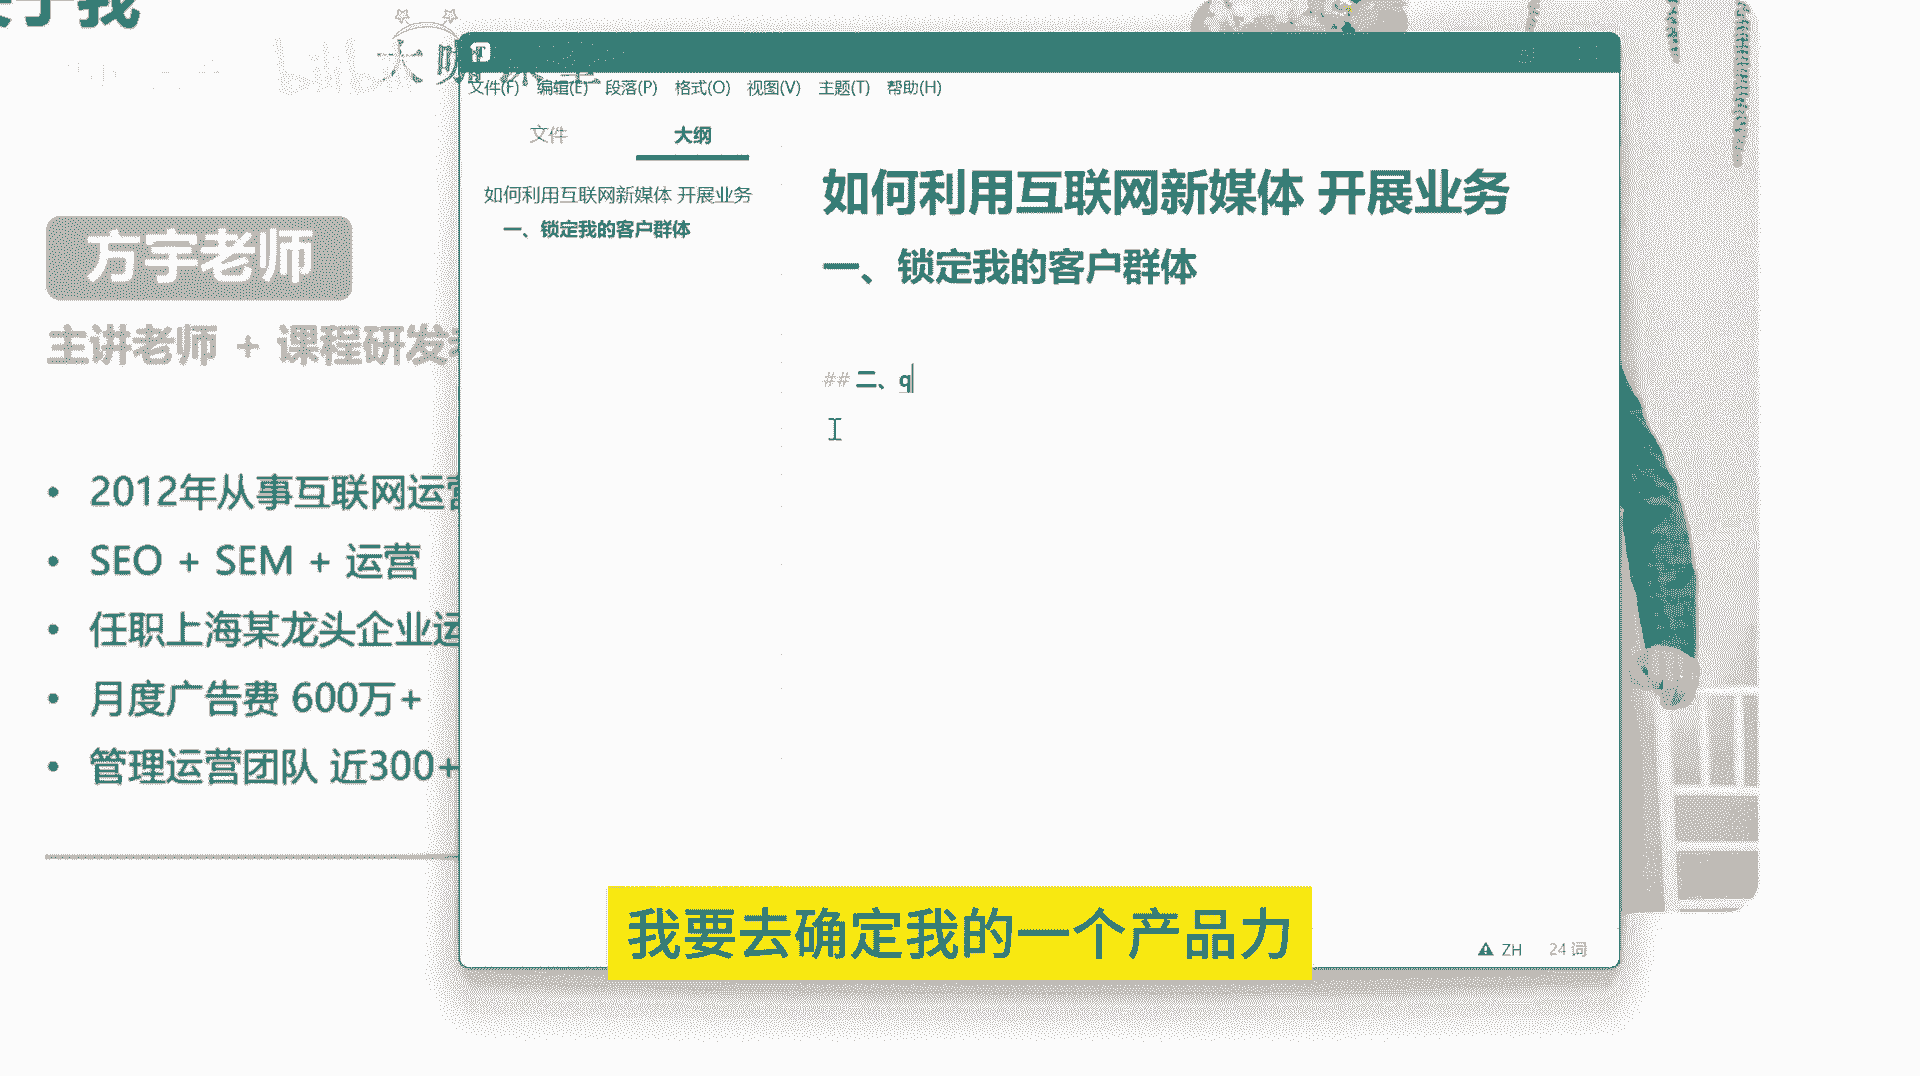 关于我
bilibili 大咖课堂
文件(F) 编辑(E) 段落(P) 格式(O) 视图(V) 主题(T) 帮助(H)
文件 大纲
如何利用互联网新媒体 开展业务
一、锁定我的客户群体
如何利用互联网新媒体 开展业务
一、锁定我的客户群体
## 二、q
方宇老师
主讲老师 + 课程研发
• 2012年从事互联网运营
• SEO + SEM + 运营
• 任职上海某龙头企业运
• 月度广告费 600万+
• 管理运营团队 近300+
我要去确定我的一个产品力
ZH 24 词